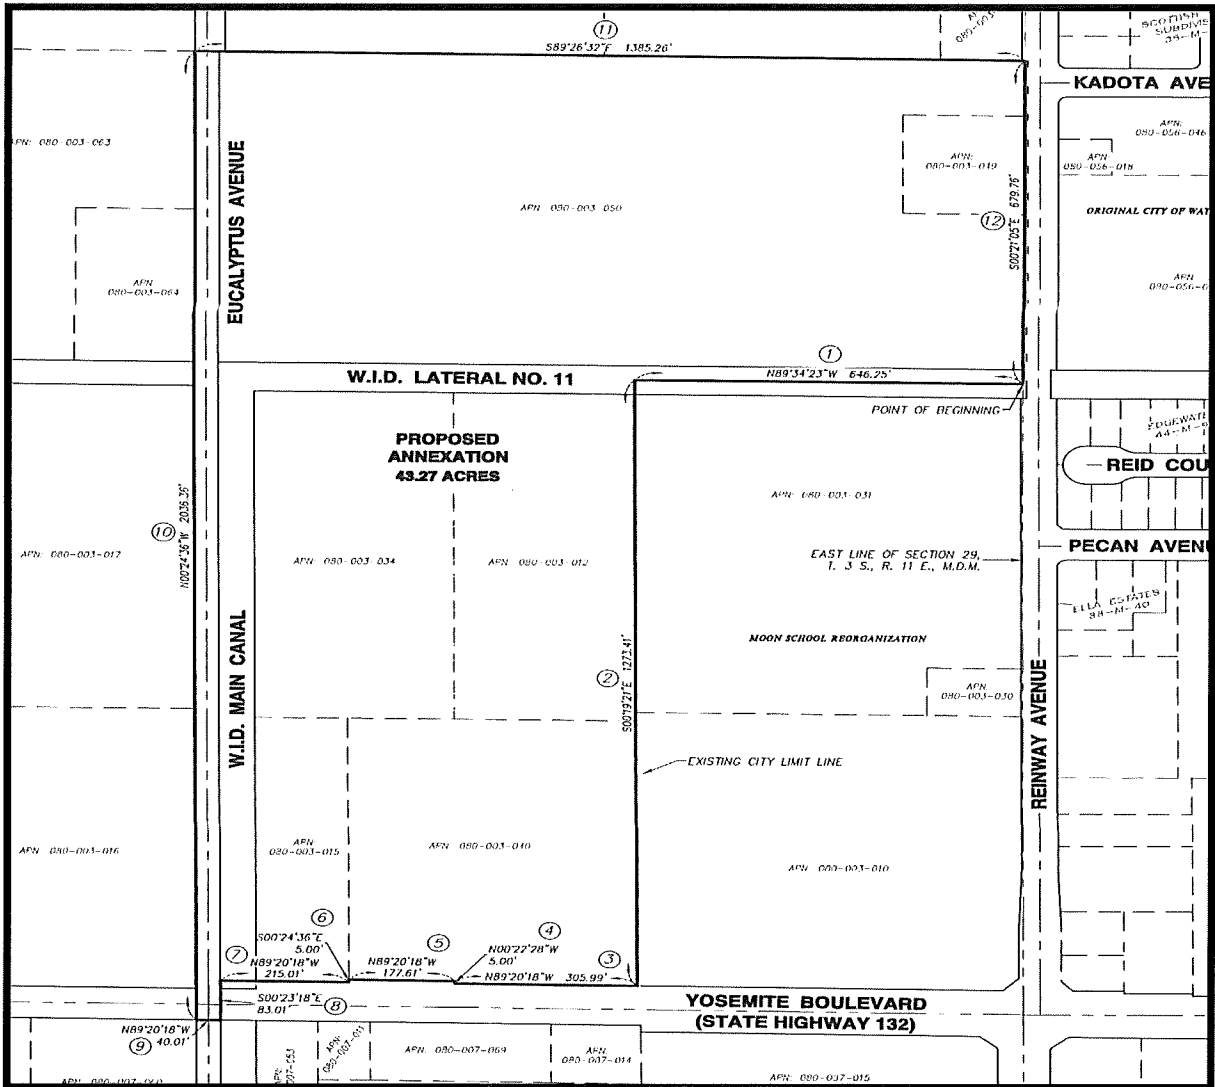 11
S89°26'32"E 1385.26'
080-003
SCOTTISH
39-M-
KADOTA AVE
APN: 080-003-063
APN:
080-056-046
APN:
080-056-018
APN:
080-003-019
EUCALYPTUS AVENUE
APN: 080-003-050
S00°21'05"E 679.76'
12
ORIGINAL CITY OF WAT
APN
080-003-064
APN
080-056-0
1
N89°34'23"W 646.25'
W.I.D. LATERAL NO. 11
POINT OF BEGINNING
PROPOSED
ANNEXATION
43.27 ACRES
REID COU
APN: 080-003-031
10
N00°24'36"W 2036.36'
APN: 080-003-017
APN: 080-003-034
APN: 080-003-012
EAST LINE OF SECTION 29,
T. 3 S., R. 11 E., M.D.M.
PECAN AVENU
ELLA ESTATES
38-M-40
MOON SCHOOL REORGANIZATION
W.I.D. MAIN CANAL
2
S00°19'21"E 1273.41'
APN:
080-003-030
REINWAY AVENUE
EXISTING CITY LIMIT LINE
APN: 080-003-016
APN:
080-003-015
APN: 080-003-040
APN: 080-003-010
6
S00°24'36"E
5.00'
7
N89°20'18"W
215.01'
5
N89°20'18"W
177.61'
4
N00°22'28"W
5.00'
3
N89°20'18"W 305.99'
S00°23'18"E
83.01'
8
YOSEMITE BOULEVARD
(STATE HIGHWAY 132)
N89°20'18"W
40.01'
9
APN: 080-007-069
APN:
080-007-014
APN: 080-037-015